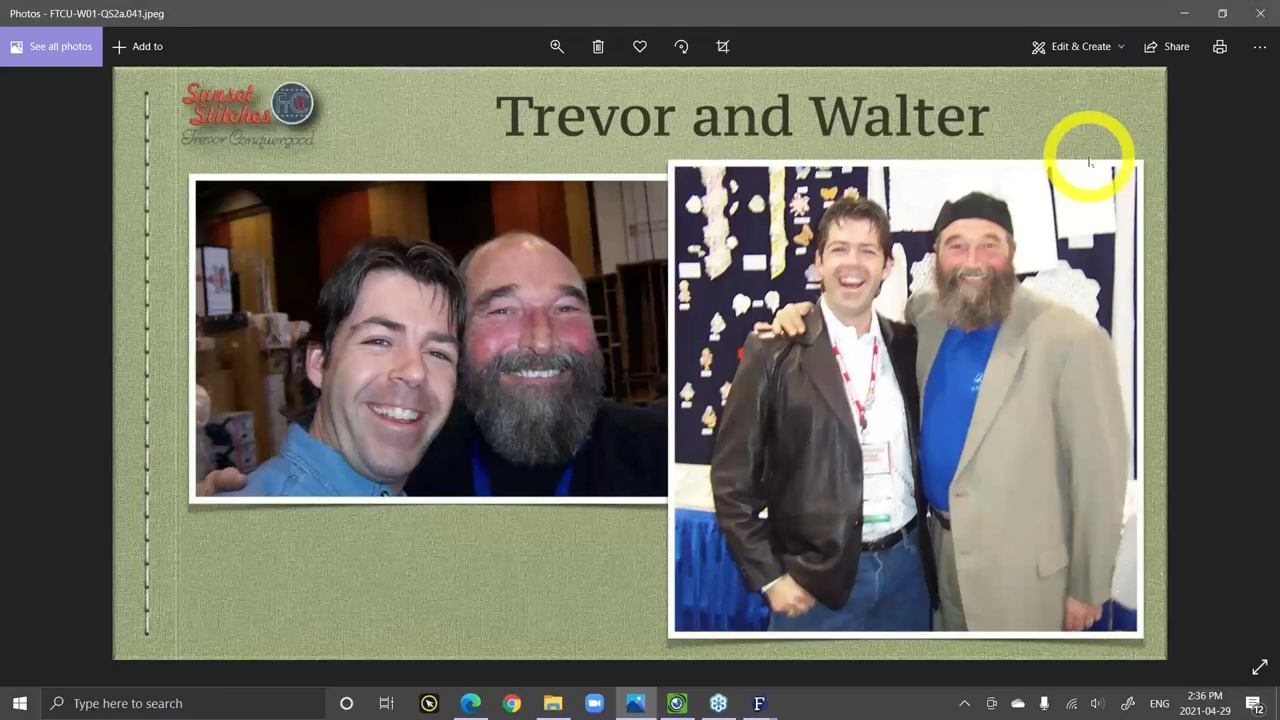 Photos - FTCU-W01-QS2a.041.jpeg
See all photos
Add to
Edit & Create
Share
Sunset
Stitches
Trevor Conquergood
Trevor and Walter
Type here to search
2:36 PM
2021-04-29
12